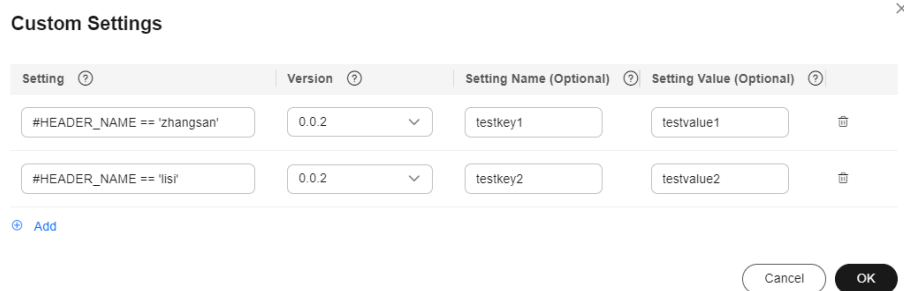 Custom Settings
Setting ? Version ? Setting Name (Optional) ? Setting Value (Optional) ?
#HEADER_NAME == 'zhangsan' 0.0.2 testkey1 testvalue1
#HEADER_NAME == 'lisi' 0.0.2 testkey2 testvalue2
Add
Cancel OK